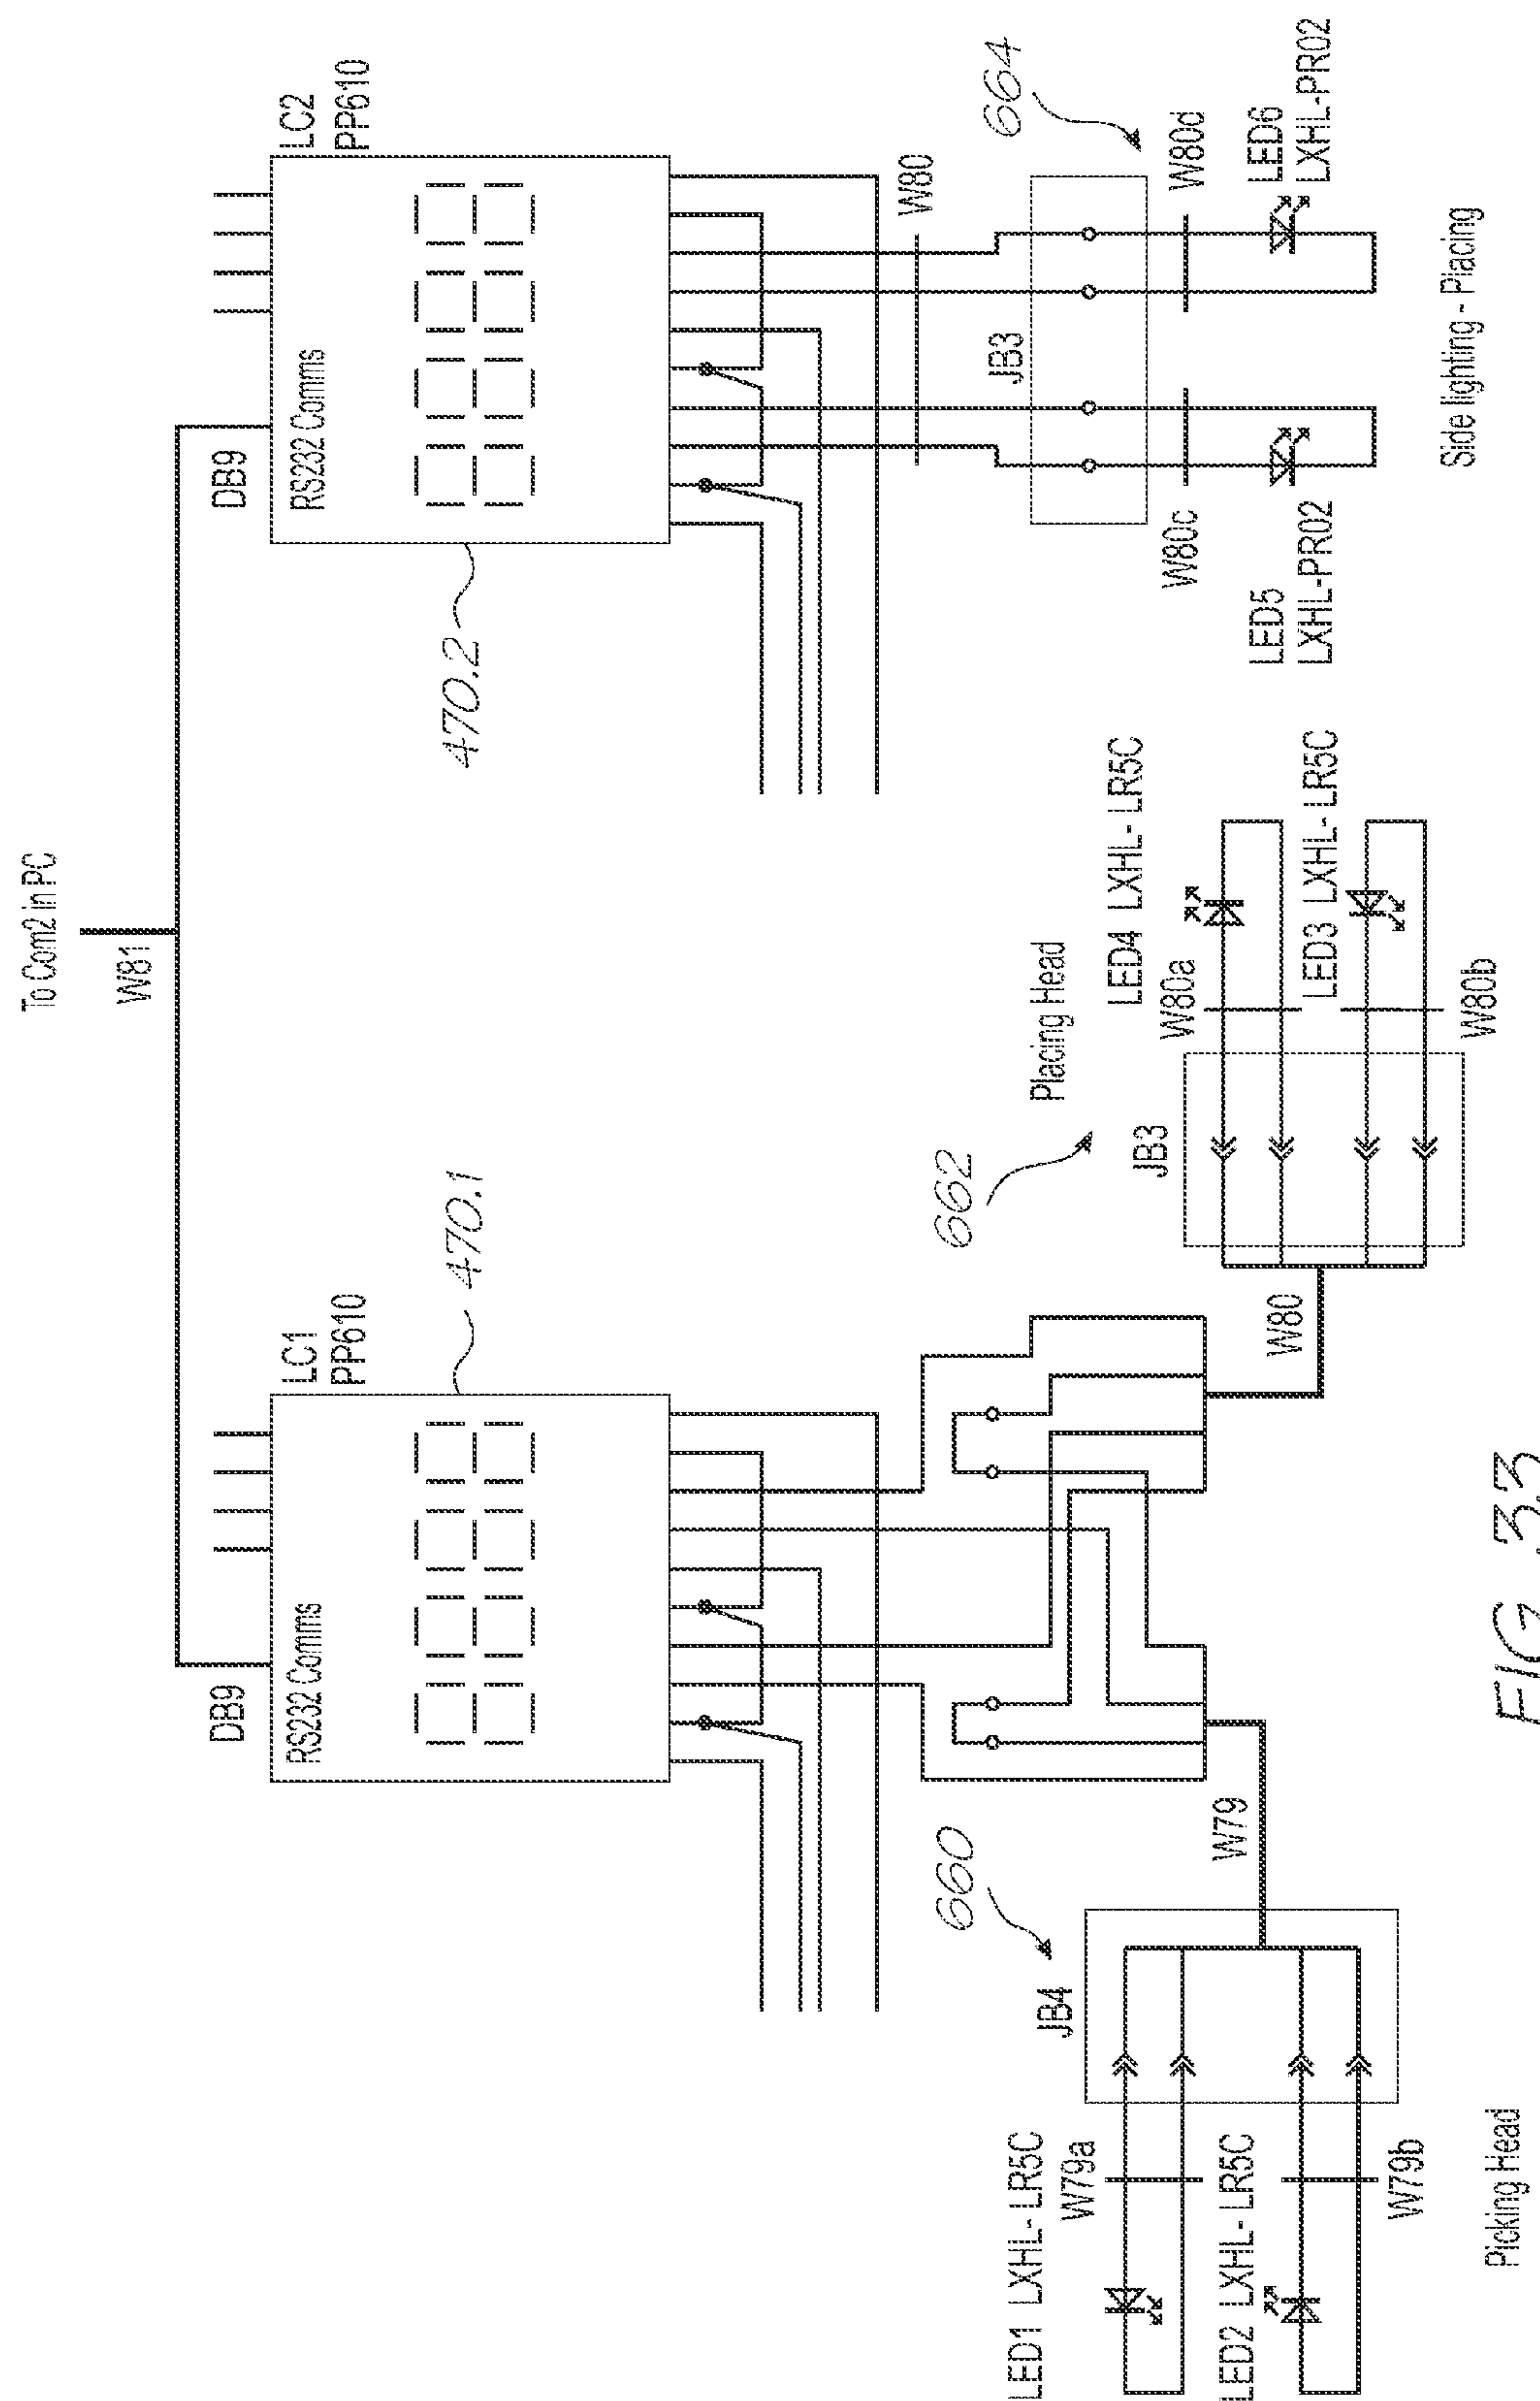 To Com2 in PC
W81
DB9
RS232 Comms
LC1
PP610
470.1
DB9
RS232 Comms
LC2
PP610
470.2
W80
664
JB3
W80c
W80d
LED5
LXHL-PR02
LED6
LXHL-PR02
Side lighting - Placing
660
JB4
W79
LED1 LXHL- LR5C
W79a
LED2 LXHL- LR5C
W79b
Picking Head
662
Placing Head
JB3
W80
LED4 LXHL- LR5C
W80a
LED3 LXHL- LR5C
W80b
FIG. 33